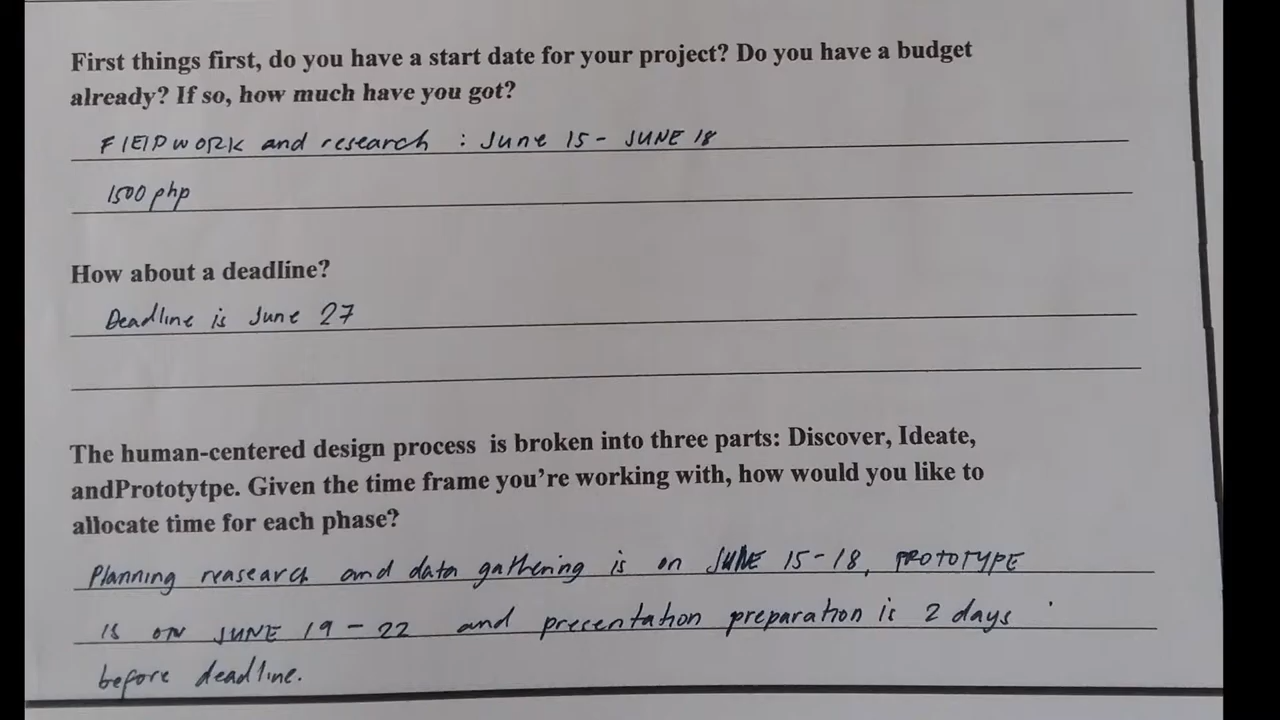 First things first, do you have a start date for your project? Do you have a budget
already? If so, how much have you got?
FIElDWORK and research : June 15 - JUNE 18
1500 php
How about a deadline?
Deadline is June 27
The human-centered design process is broken into three parts: Discover, Ideate,
andPrototytpe. Given the time frame you're working with, how would you like to
allocate time for each phase?
Planning reasearch and data gathering is on JUNE 15-18, PROTOTYPE
IS ON JUNE 19 - 22 and precentation preparation is 2 days
before deadline.